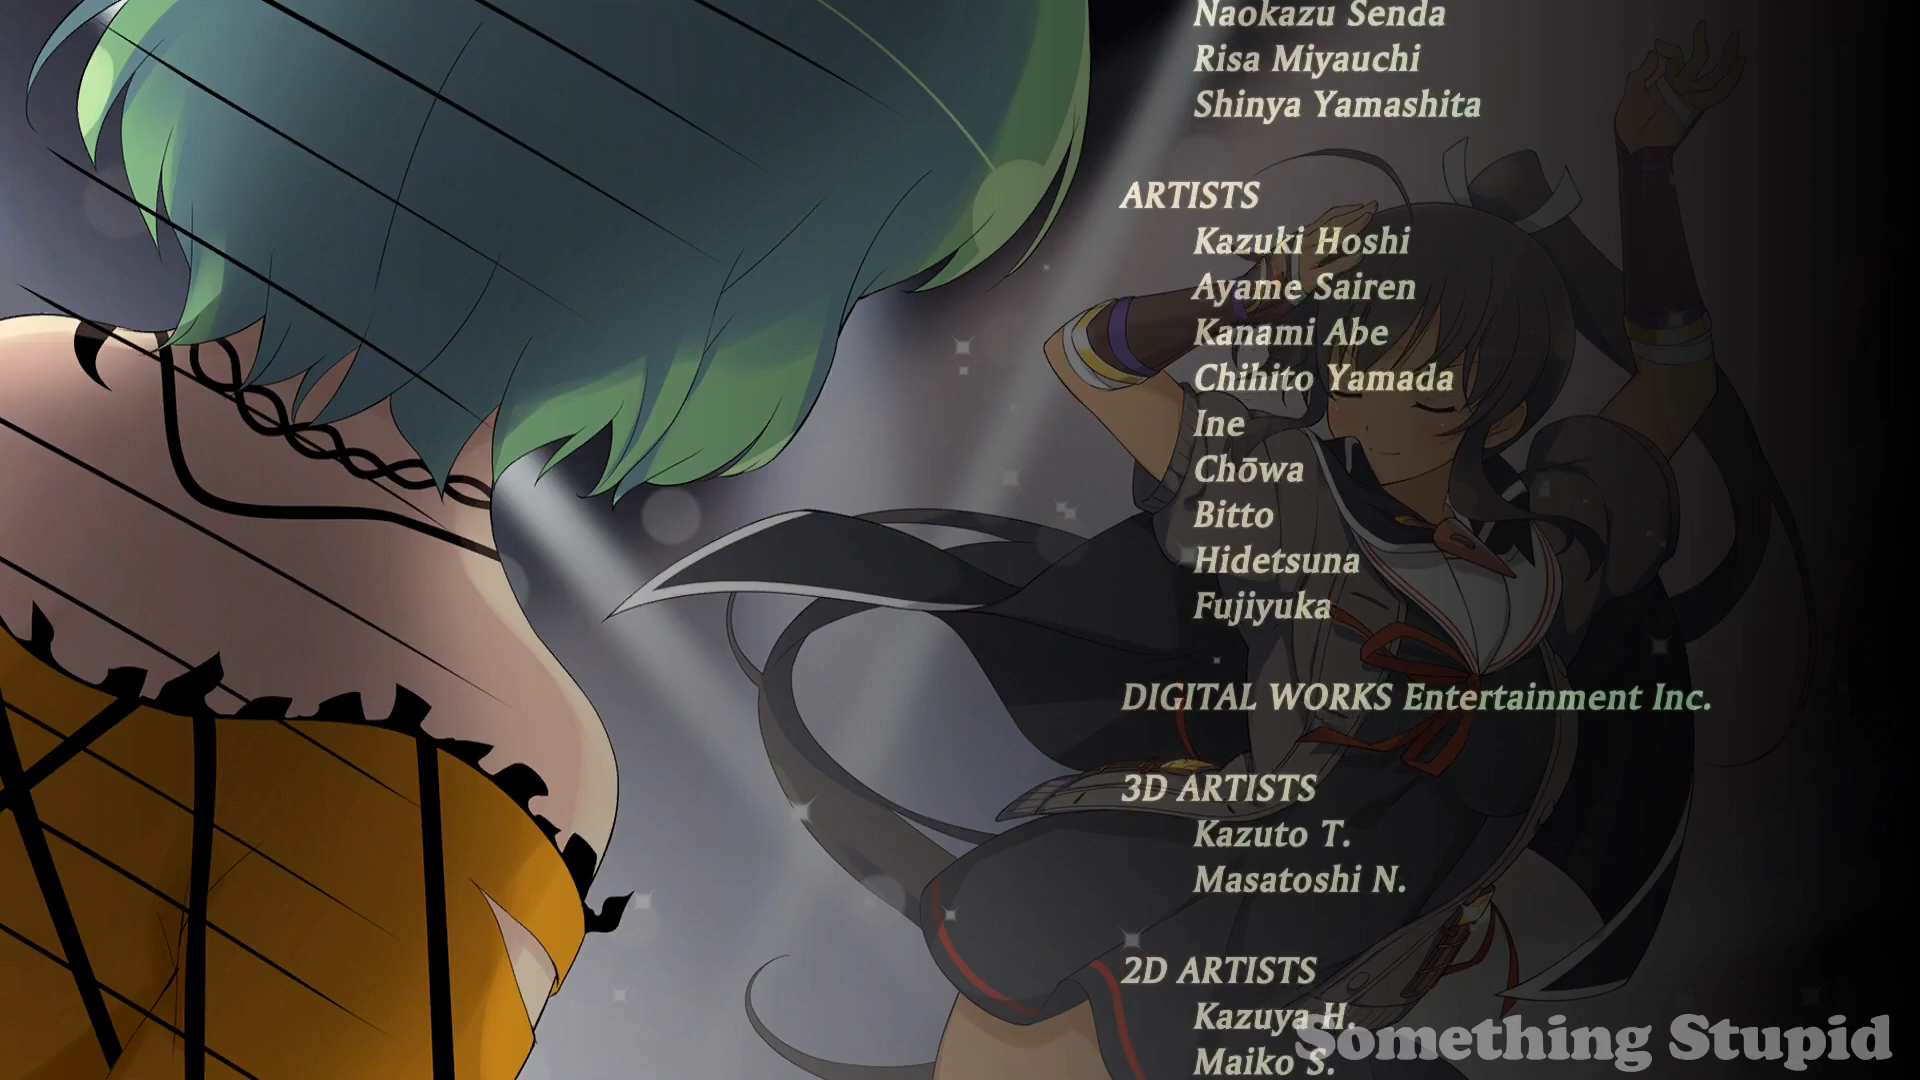 Naokazu Senda
Risa Miyauchi
Shinya Yamashita
ARTISTS
Kazuki Hoshi
Ayame Sairen
Kanami Abe
Chihito Yamada
Ine
Chōwa
Bitto
Hidetsuna
Fujiyuka
DIGITAL WORKS Entertainment Inc.
3D ARTISTS
Kazuto T.
Masatoshi N.
2D ARTISTS
Kazuya H.
Maiko S.
Something Stupid